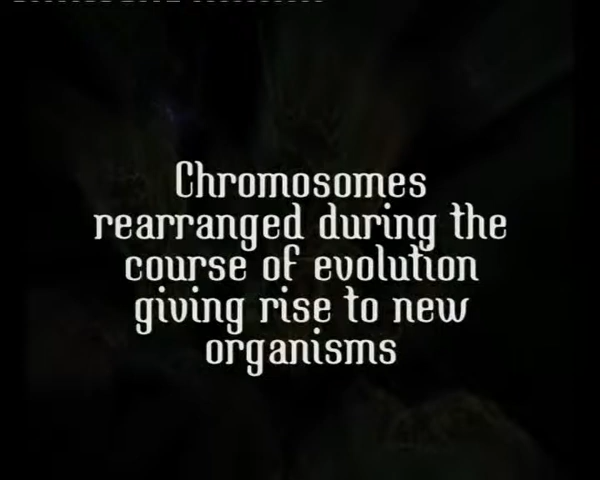 Chromosomes
rearranged during the
course of evolution
giving rise to new
organisms